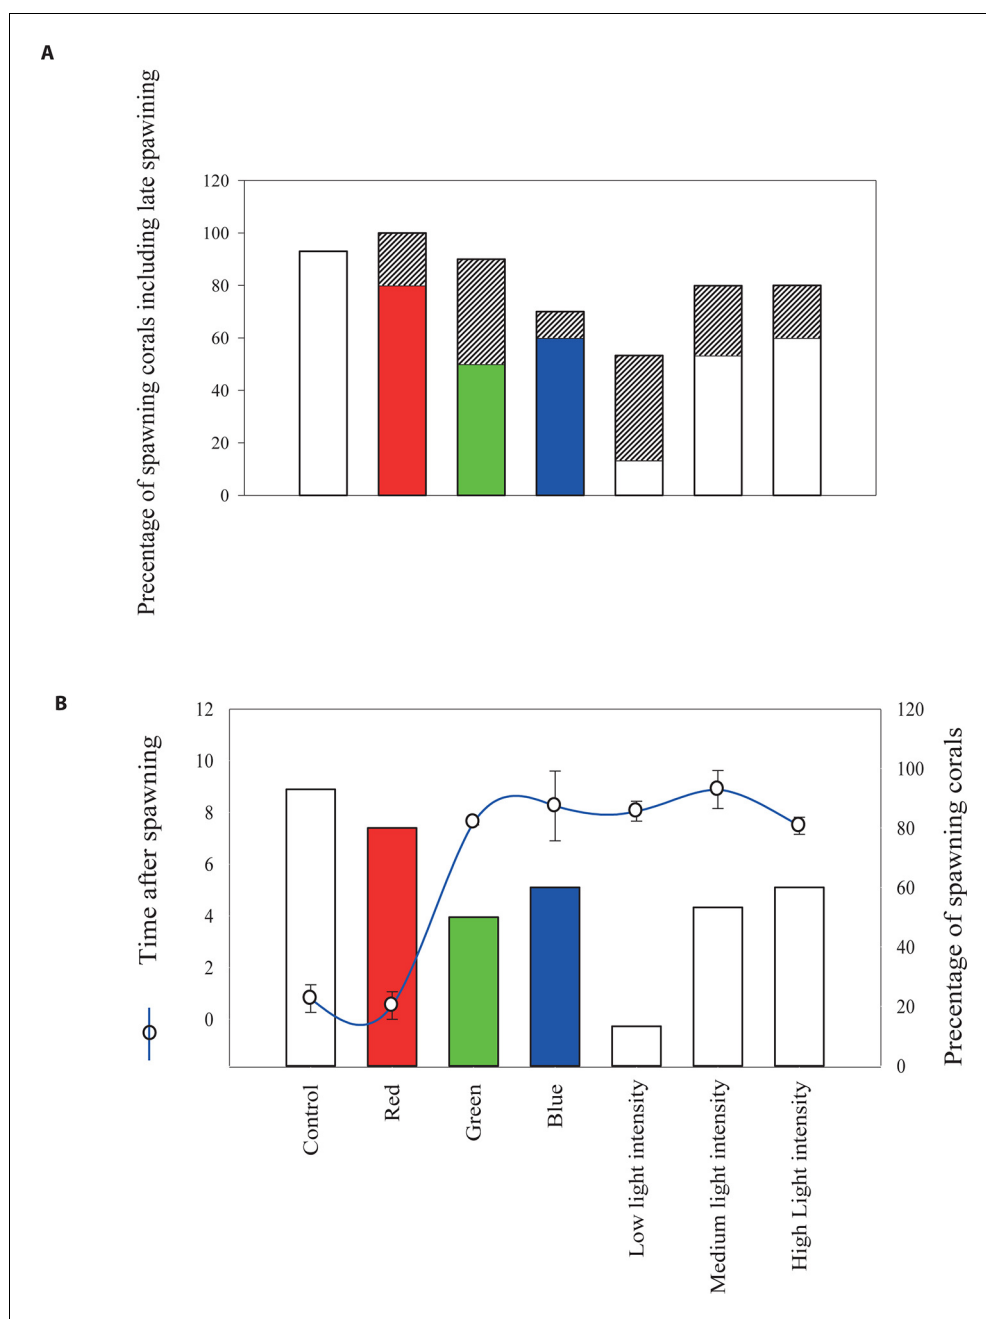 A
Precentage of spawning corals including late spawining
120
100
80
60
40
20
0
B
Time after spawning
12
10
8
6
4
2
0
120
100
80
60
40
20
0
Precentage of spawning corals
Control
Red
Green
Blue
Low light intensity
Medium light intensity
High Light intensity